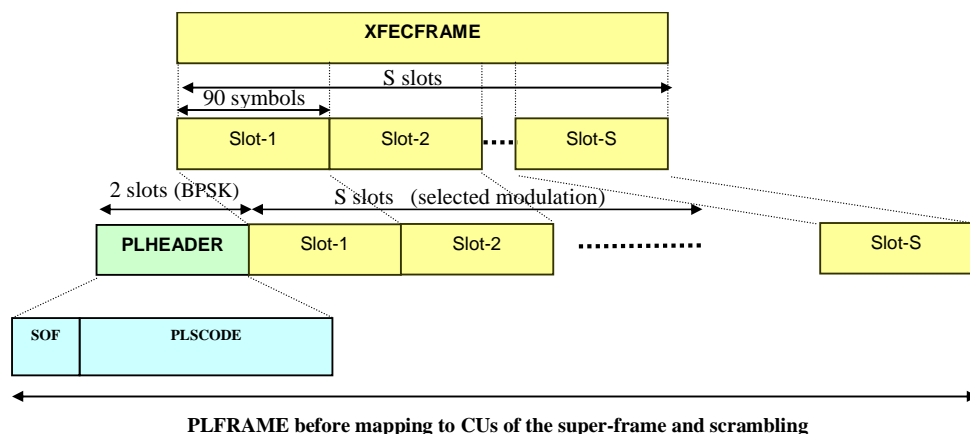 XFECFRAME
S slots
90 symbols
Slot-1 Slot-2 Slot-S
2 slots (BPSK) S slots (selected modulation)
PLHEADER Slot-1 Slot-2 Slot-S
SOF PLSCODE
PLFRAME before mapping to CUs of the super-frame and scrambling